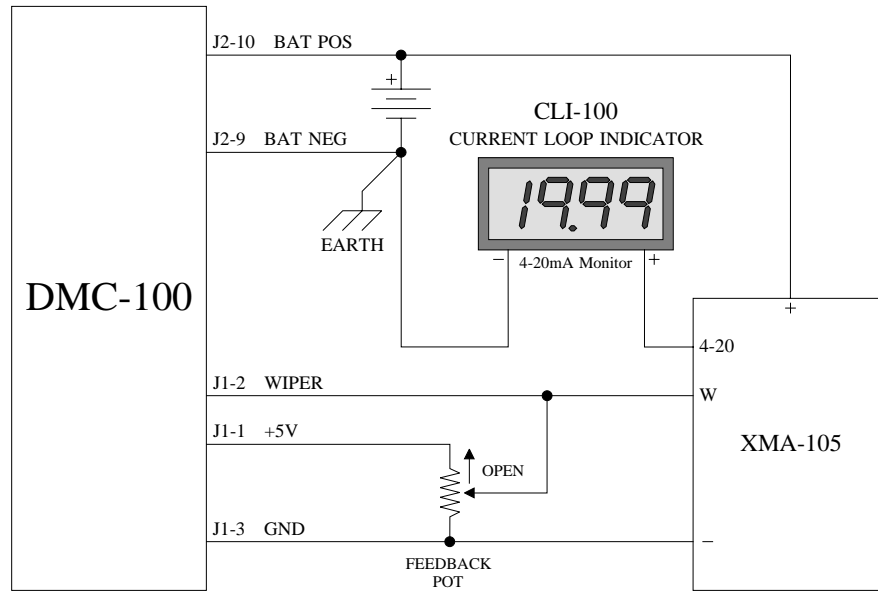 J2-10 BAT POS
+
CLI-100
J2-9 BAT NEG
CURRENT LOOP INDICATOR
19.99
EARTH
− 4-20mA Monitor +
DMC-100
+
4-20
J1-2 WIPER
W
J1-1 +5V
XMA-105
OPEN
J1-3 GND
−
FEEDBACK
POT